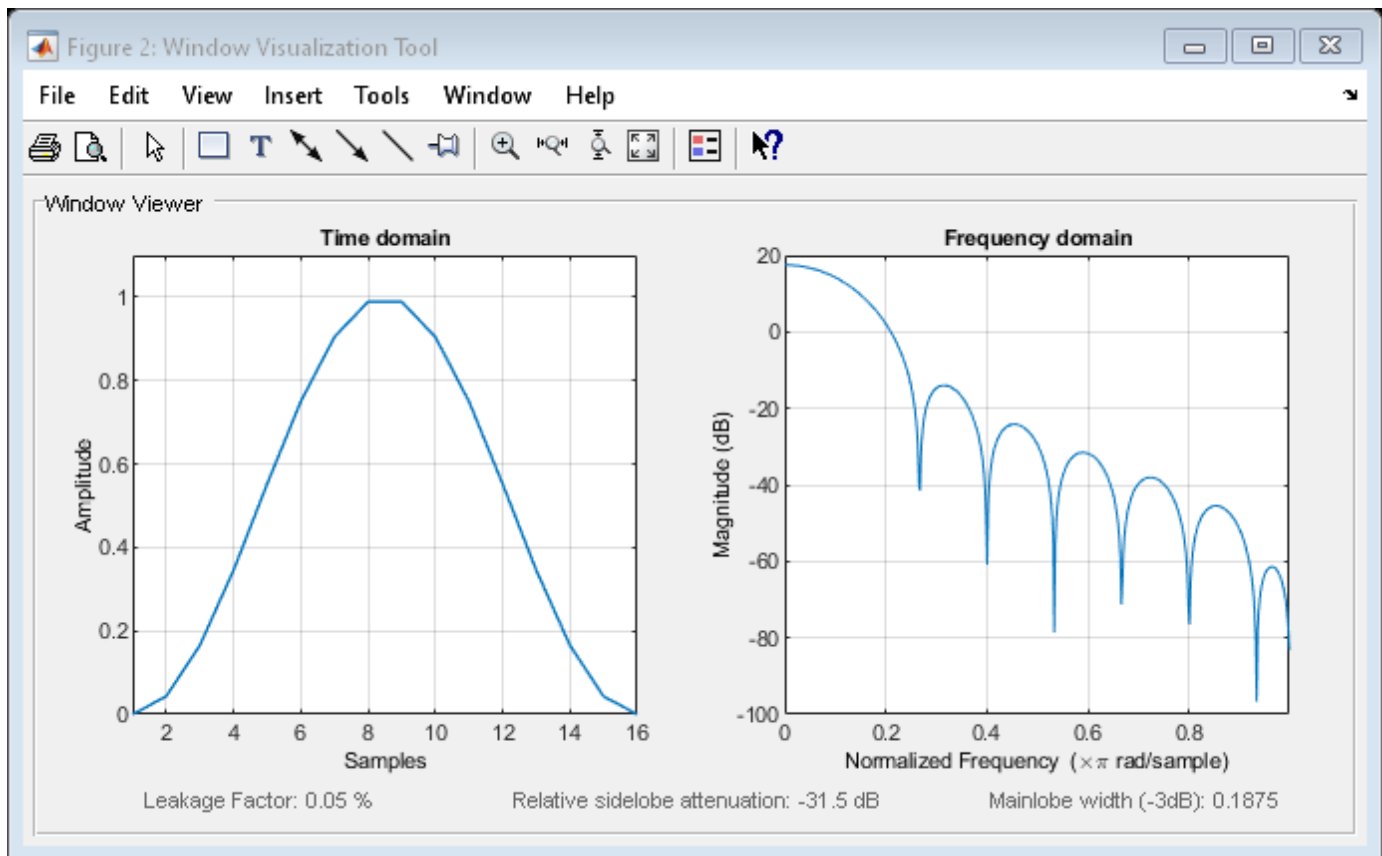 Figure 2: Window Visualization Tool
File Edit View Insert Tools Window Help
T
?
Window Viewer
Time domain
1
0.8
0.6
0.4
0.2
0
Amplitude
2 4 6 8 10 12 14 16
Samples
Frequency domain
20
0
-20
-40
-60
-80
-100
Magnitude (dB)
0 0.2 0.4 0.6 0.8
Normalized Frequency (×π rad/sample)
Leakage Factor: 0.05 %
Relative sidelobe attenuation: -31.5 dB
Mainlobe width (-3dB): 0.1875